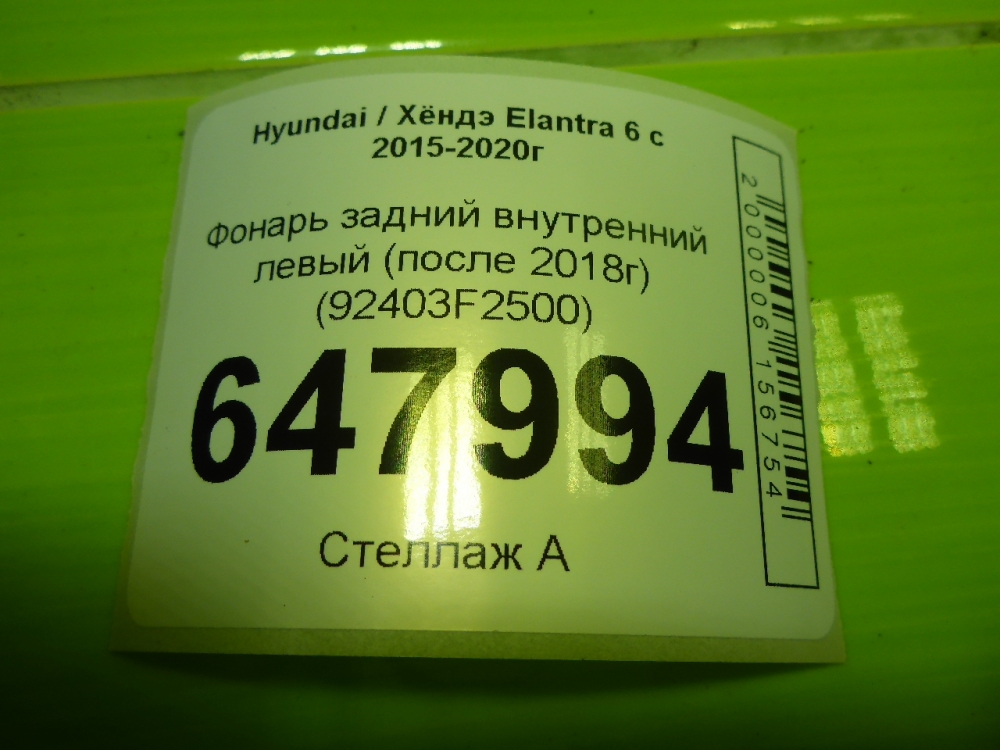 Hyundai / Хёндэ Elantra 6 с
2015-2020г
Фонарь задний внутренний
левый (после 2018г)
(92403F2500)
647994
Стеллаж А
2000006156754